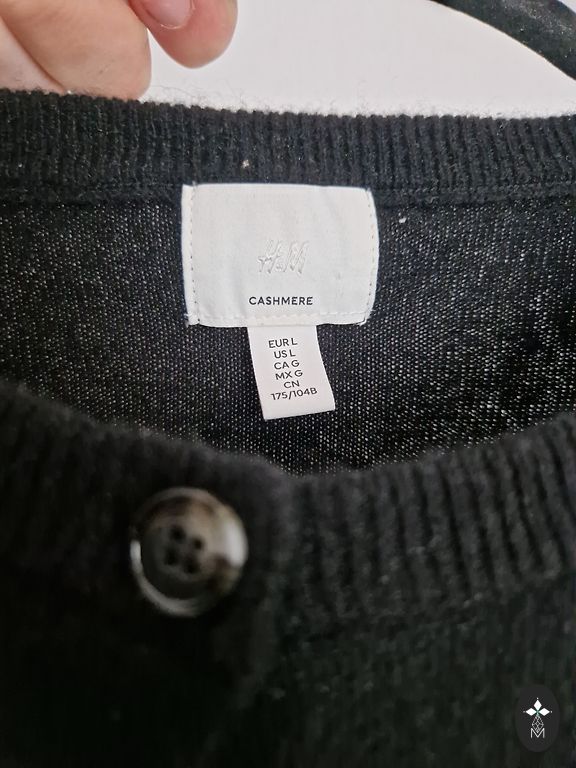 H&M
CASHMERE
EUR L
US L
CA G
MX G
CN
175/104B
M